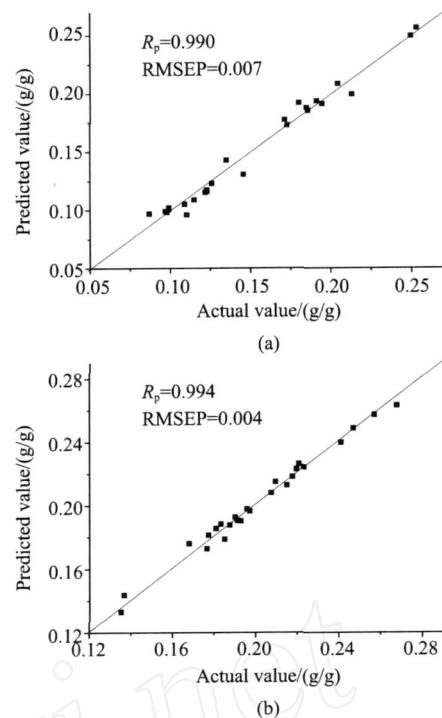 0.25
0.20
0.15
0.10
0.05
Predicted value/(g/g)
Rp=0.990
RMSEP=0.007
0.05 0.10 0.15 0.20 0.25
Actual value/(g/g)
(a)
0.28
0.24
0.20
0.16
0.12
Predicted value/(g/g)
Rp=0.994
RMSEP=0.004
0.12 0.16 0.20 0.24 0.28
Actual value/(g/g)
(b)
i.net